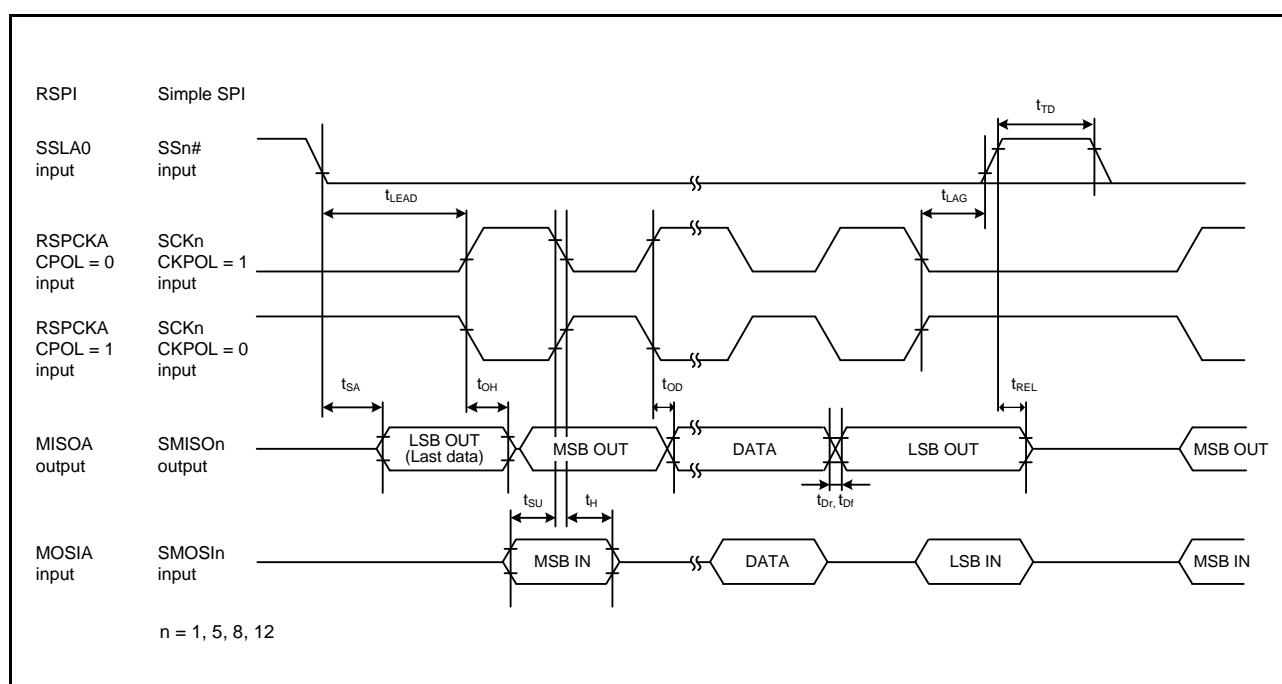 RSPI Simple SPI
tTD
SSLA0 SSn#
input input
tLEAD tLAG
RSPCKA SCKn
CPOL = 0 CKPOL = 1
input input
RSPCKA SCKn
CPOL = 1 CKPOL = 0
input input
tSA tOH tOD tREL
MISOA SMISOn
output output
LSB OUT
(Last data)
MSB OUT DATA LSB OUT MSB OUT
tSU tH tDr, tDf
MOSIA SMOSIn
input input
MSB IN DATA LSB IN MSB IN
n = 1, 5, 8, 12